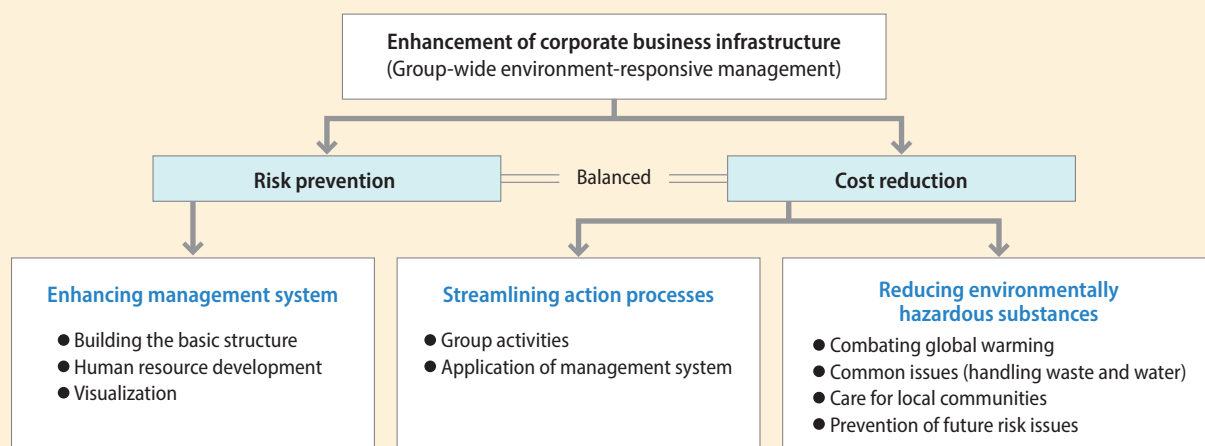 Enhancement of corporate business infrastructure
(Group-wide environment-responsive management)
Risk prevention
Balanced
Cost reduction
Enhancing management system
● Building the basic structure
● Human resource development
● Visualization
Streamlining action processes
● Group activities
● Application of management system
Reducing environmentally
hazardous substances
● Combating global warming
● Common issues (handling waste and water)
● Care for local communities
● Prevention of future risk issues